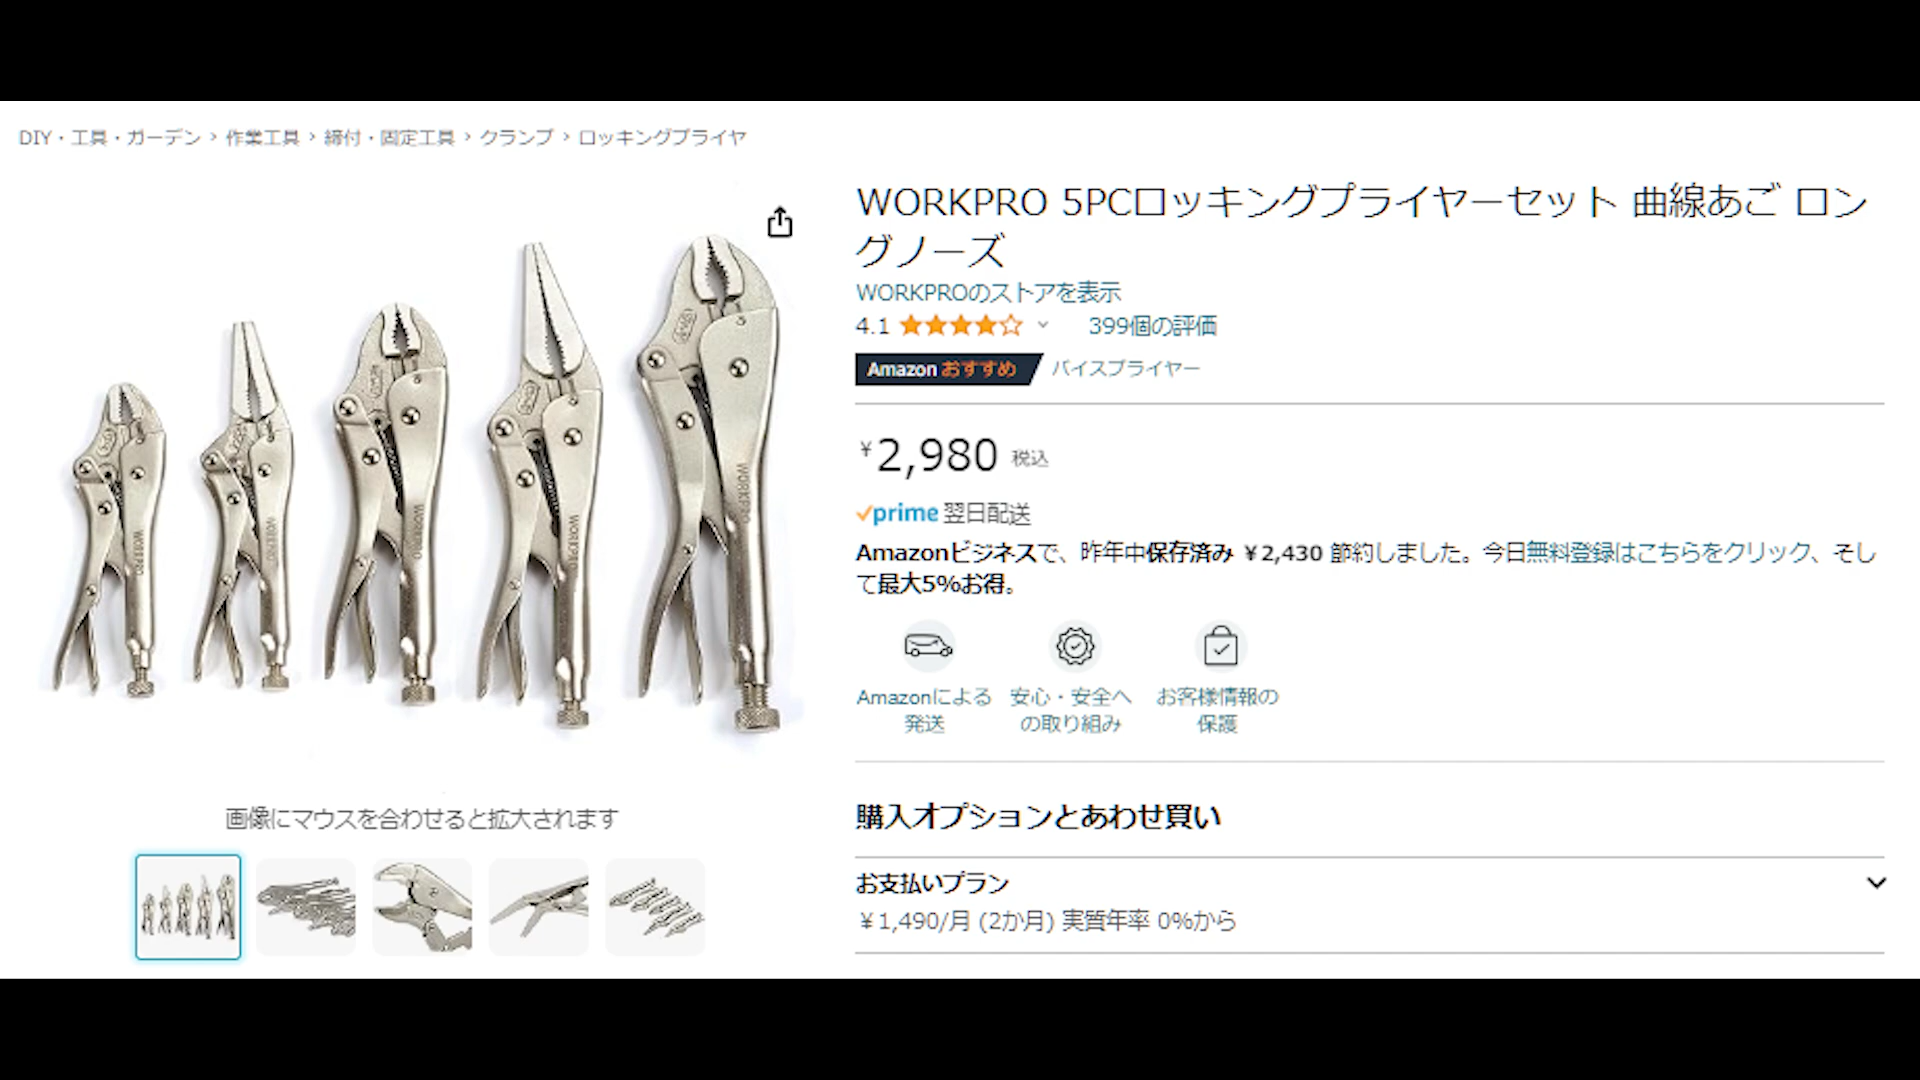 DIY・工具・ガーデン › 作業工具 › 締付・固定工具 › クランプ › ロッキングプライヤ
WORKPRO 5PCロッキングプライヤーセット 曲線あご ロン
グノーズ
WORKPROのストアを表示
4.1 399個の評価
Amazon おすすめ バイスプライヤー
¥2,980 税込
prime 翌日配送
Amazonビジネスで、昨年中保存済み ¥2,430 節約しました。今日無料登録はこちらをクリック、そし
て最大5%お得。
Amazonによる
発送
安心・安全へ
の取り組み
お客様情報の
保護
購入オプションとあわせ買い
お支払いプラン
¥1,490/月 (2か月) 実質年率 0%から
WORKPRO
WORKPRO
WORKPRO
WORKPRO
WORKPRO
画像にマウスを合わせると拡大されます